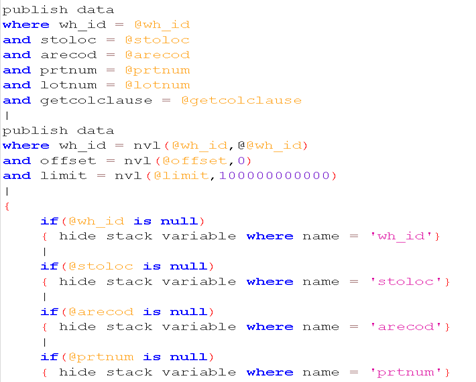 publish data
where wh_id = @wh_id
and stoloc = @stoloc
and arecod = @arecod
and prtnum = @prtnum
and lotnum = @lotnum
and getcolclause = @getcolclause
|
publish data
where wh_id = nvl(@wh_id,@@wh_id)
and offset = nvl(@offset,0)
and limit = nvl(@limit,100000000000)
|
{
if(@wh_id is null)
{ hide stack variable where name = 'wh_id'}
|
if(@stoloc is null)
{ hide stack variable where name = 'stoloc'}
|
if(@arecod is null)
{ hide stack variable where name = 'arecod'}
|
if(@prtnum is null)
{ hide stack variable where name = 'prtnum'}